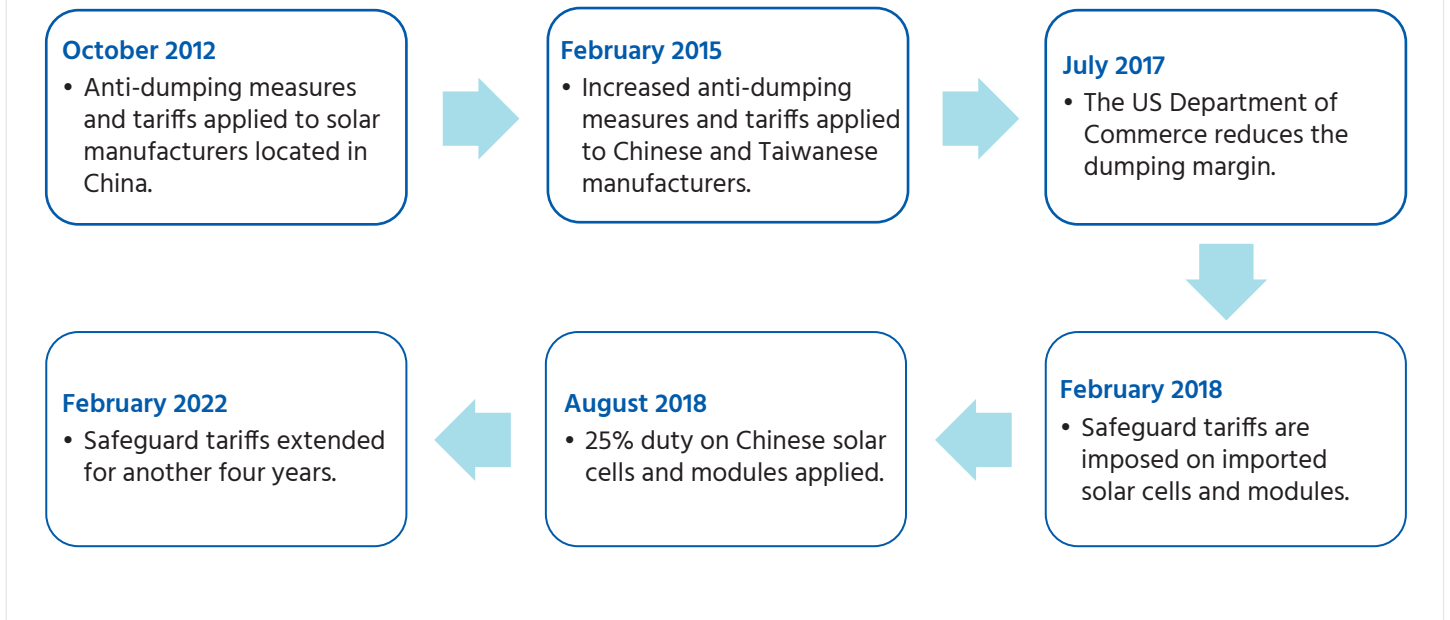 October 2012
• Anti-dumping measures
and tariffs applied to solar
manufacturers located in
China.
February 2015
• Increased anti-dumping
measures and tariffs applied
to Chinese and Taiwanese
manufacturers.
July 2017
• The US Department of
Commerce reduces the
dumping margin.
February 2018
• Safeguard tariffs are
imposed on imported
solar cells and modules.
August 2018
• 25% duty on Chinese solar
cells and modules applied.
February 2022
• Safeguard tariffs extended
for another four years.